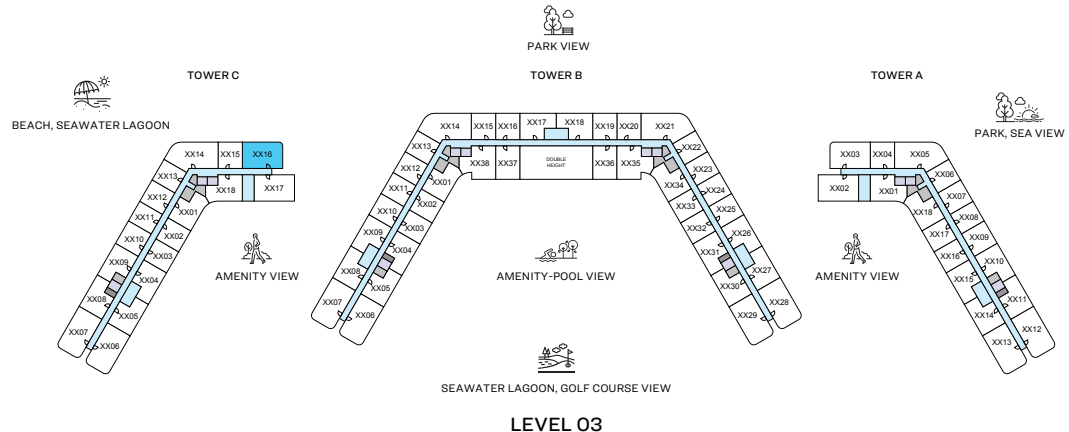 PARK VIEW
TOWER C
TOWER B
TOWER A
BEACH, SEAWATER LAGOON
PARK, SEA VIEW
XX14
XX15
XX16
XX13
XX12
XX11
XX10
XX09
XX08
XX07
XX18
XX17
XX01
XX02
XX03
XX04
XX05
XX06
XX14
XX15
XX16
XX17
XX18
XX19
XX20
XX21
XX13
XX12
XX11
XX10
XX09
XX08
XX07
XX38
XX37
DOUBLE
HEIGHT
XX36
XX35
XX01
XX02
XX03
XX04
XX05
XX06
XX22
XX23
XX24
XX25
XX26
XX27
XX28
XX34
XX33
XX32
XX31
XX30
XX29
XX03
XX04
XX05
XX02
XX01
XX06
XX07
XX08
XX09
XX10
XX11
XX12
XX18
XX17
XX16
XX15
XX14
XX13
AMENITY VIEW
AMENITY-POOL VIEW
AMENITY VIEW
SEAWATER LAGOON, GOLF COURSE VIEW
LEVEL 03